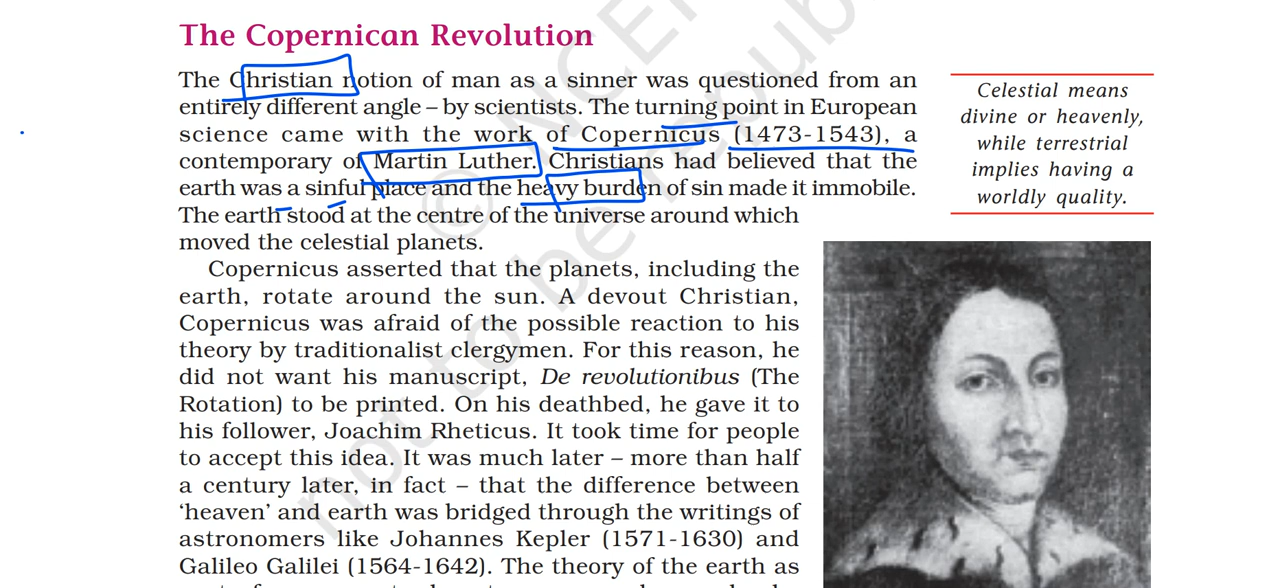 The Copernican Revolution
The Christian notion of man as a sinner was questioned from an
entirely different angle – by scientists. The turning point in European
science came with the work of Copernicus (1473-1543), a
contemporary of Martin Luther. Christians had believed that the
earth was a sinful place and the heavy burden of sin made it immobile.
The earth stood at the centre of the universe around which
moved the celestial planets.
Copernicus asserted that the planets, including the
earth, rotate around the sun. A devout Christian,
Copernicus was afraid of the possible reaction to his
theory by traditionalist clergymen. For this reason, he
did not want his manuscript, De revolutionibus (The
Rotation) to be printed. On his deathbed, he gave it to
his follower, Joachim Rheticus. It took time for people
to accept this idea. It was much later – more than half
a century later, in fact – that the difference between
‘heaven’ and earth was bridged through the writings of
astronomers like Johannes Kepler (1571-1630) and
Galileo Galilei (1564-1642). The theory of the earth as
Celestial means
divine or heavenly,
while terrestrial
implies having a
worldly quality.
© NCER
not to be repub